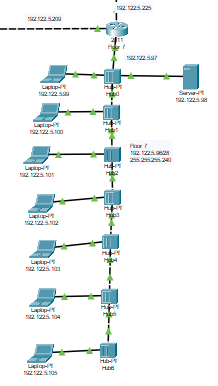 192.122.5.225
192.122.5.209
2811
Floor 7
192.122.5.97
Laptop-PT
192.122.5.99
Hub-PT
Hub0
Server-PT
192.122.5.98
Laptop-PT
192.122.5.100
Hub-PT
Hub1
Floor 7
192.122.5.96/28
255.255.255.240
Laptop-PT
192.122.5.101
Hub-PT
Hub2
Laptop-PT
192.122.5.102
Hub-PT
Hub3
Laptop-PT
192.122.5.103
Hub-PT
Hub4
Laptop-PT
192.122.5.104
Hub-PT
Hub5
Laptop-PT
192.122.5.105
Hub-PT
Hub6